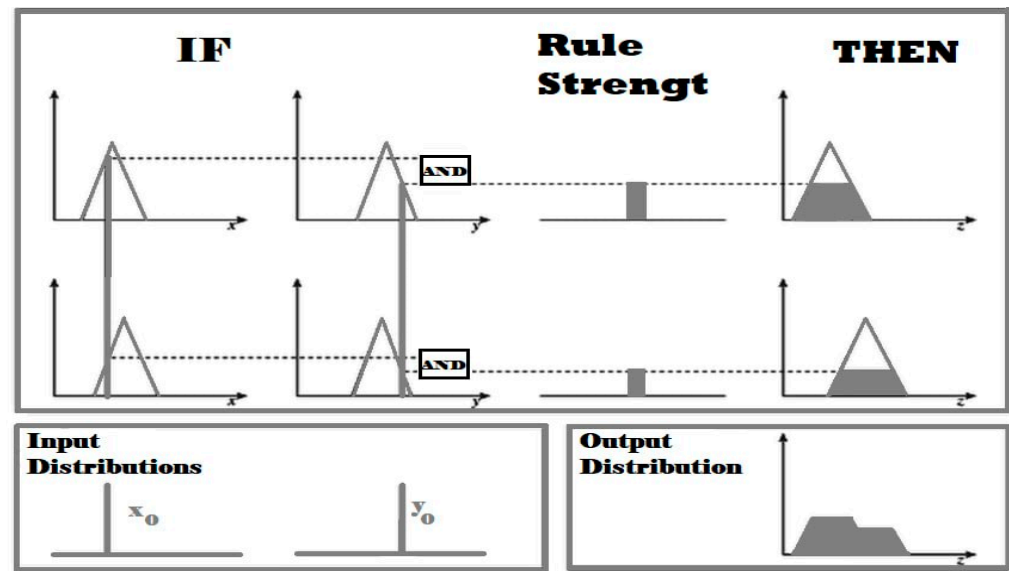 IF
Rule
Strengt
THEN
AND
x
y
z
AND
x
y
z
Input
Distributions
x₀
y₀
Output
Distribution
z